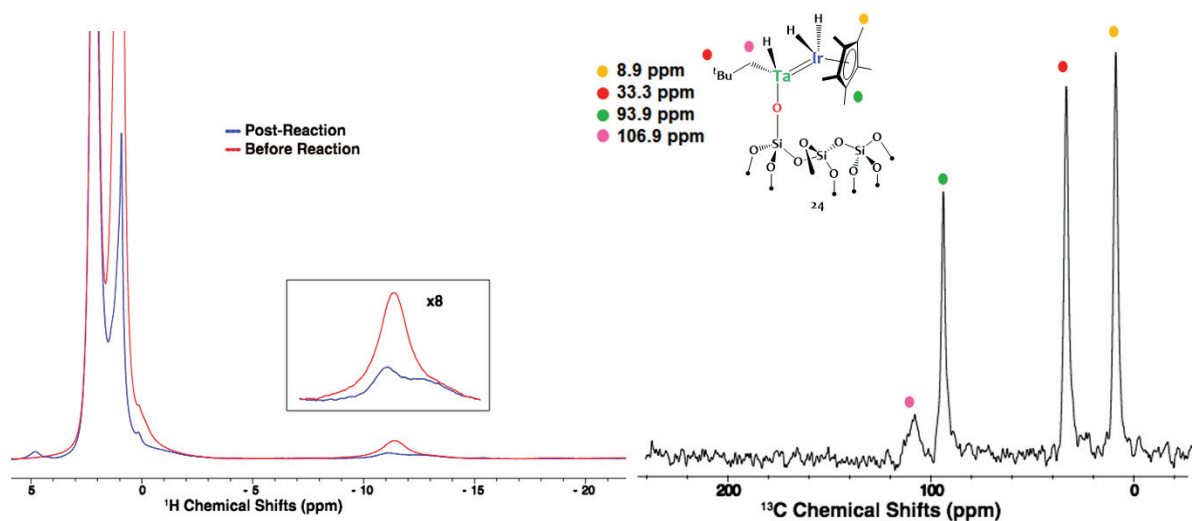 Post-Reaction
Before Reaction
x8
5 0 - 5 - 10 - 15 - 20
¹H Chemical Shifts (ppm)
8.9 ppm
33.3 ppm
93.9 ppm
106.9 ppm
H H H
Ir
ᵗBu Ta
O
Si O Si O Si
O O O O O O O
24
200 100 0
¹³C Chemical Shifts (ppm)